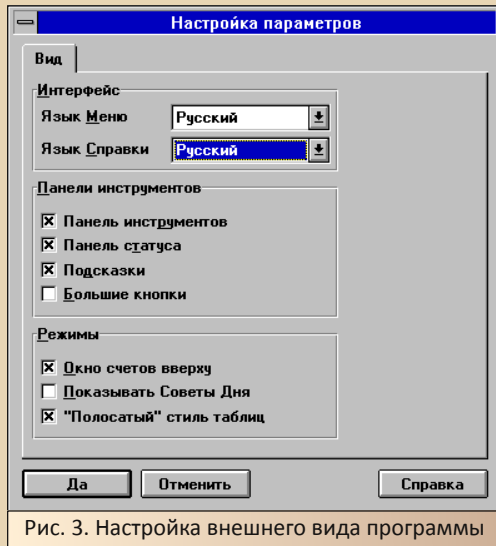 Настройка параметров
Вид
Интерфейс
Язык Меню Русский
Язык Справки Русский
Панели инструментов
Панель инструментов
Панель статуса
Подсказки
Большие кнопки
Режимы
Окно счетов вверху
Показывать Советы Дня
"Полосатый" стиль таблиц
Да Отменить Справка
Рис. 3. Настройка внешнего вида программы